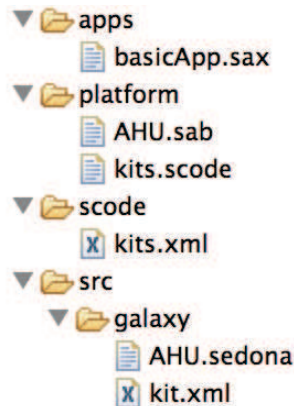 apps
basicApp.sax
platform
AHU.sab
kits.scode
scode
kits.xml
src
galaxy
AHU.sedona
kit.xml